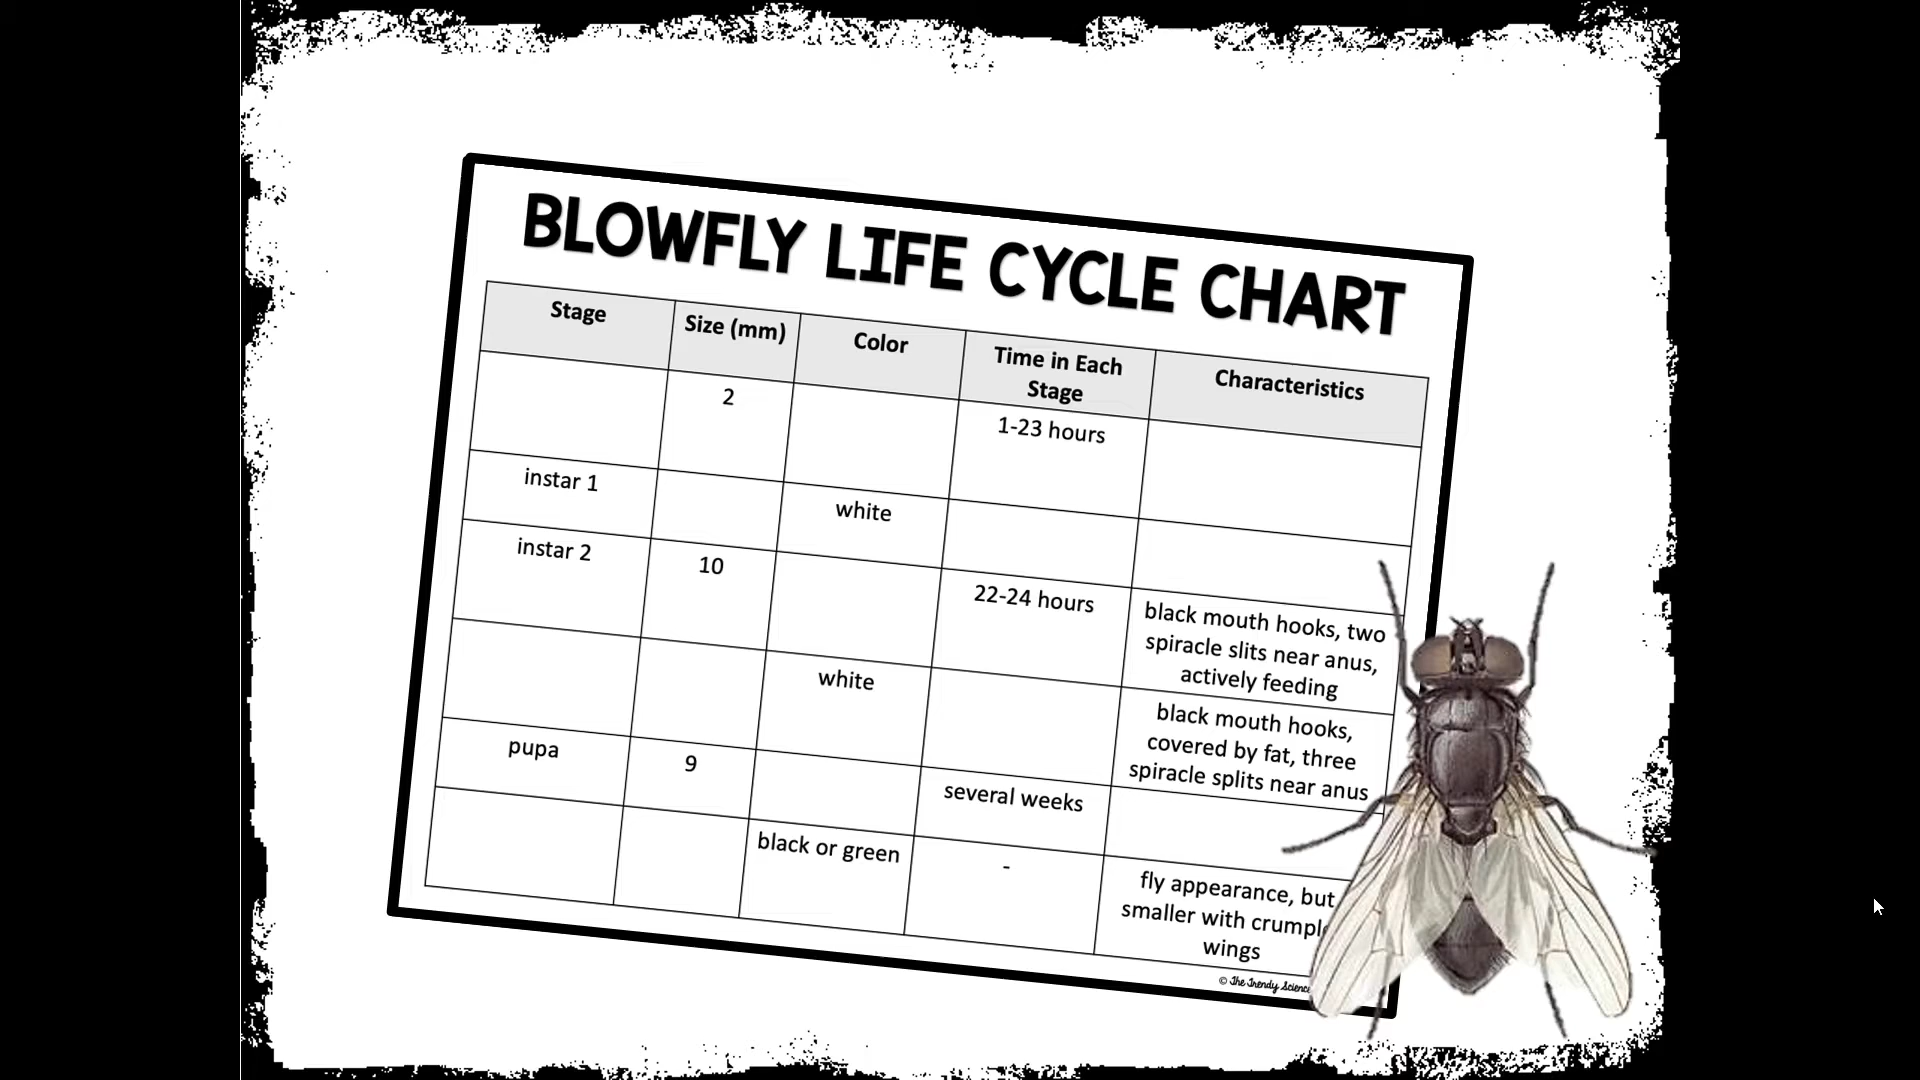 BLOWFLY LIFE CYCLE CHART
Stage
Size (mm)
Color
Time in Each
Stage
Characteristics
2
1-23 hours
instar 1
white
instar 2
10
22-24 hours
black mouth hooks, two
spiracle slits near anus,
actively feeding
white
black mouth hooks,
covered by fat, three
spiracle splits near anus
pupa
9
several weeks
black or green
-
fly appearance, but
smaller with
wings
© The Trendy